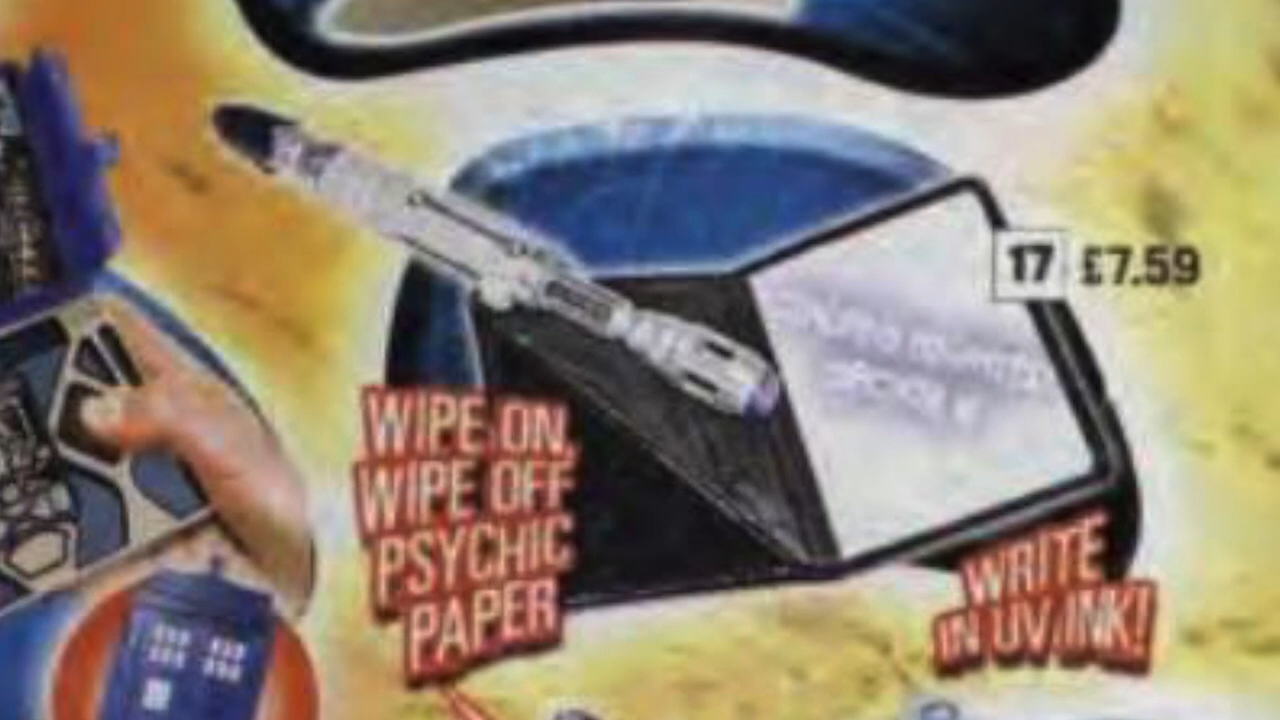 17 £7.59
WIPE ON,
WIPE OFF
PSYCHIC
PAPER
WRITE
IN UV INK!